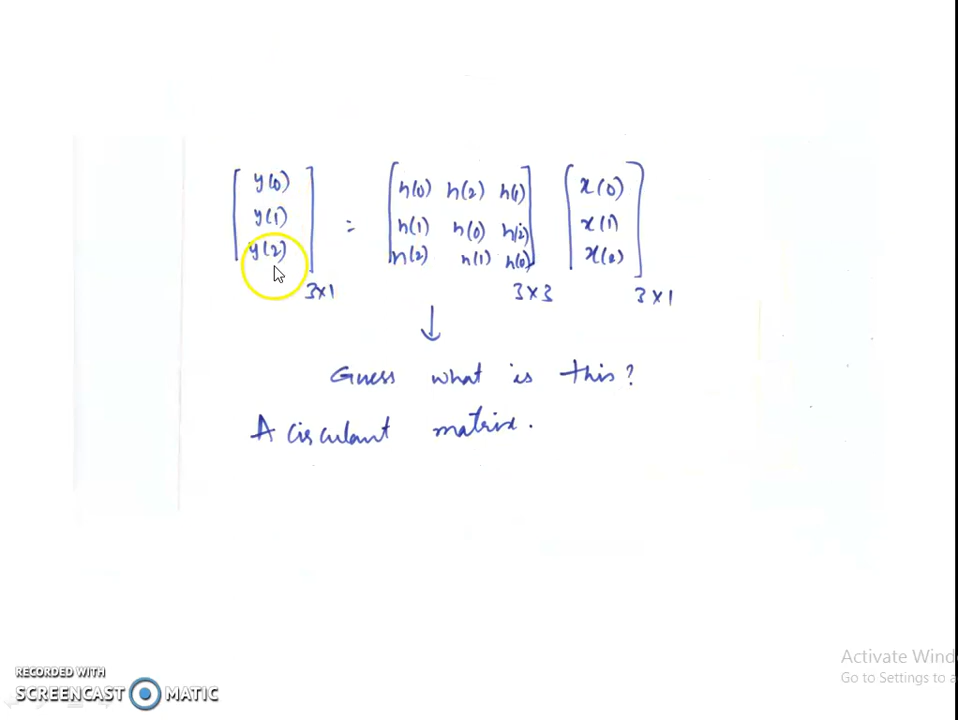 y(0) h(0) h(2) h(1) x(0)
y(1) = h(1) h(0) h(2) x(1)
y(2) h(2) h(1) h(0) x(2)
3x1 3x3 3x1
↓
Guess what is this?
A circulant matrix.
Activate Wind
Go to Settings to a
RECORDED WITH
SCREENCAST MATIC